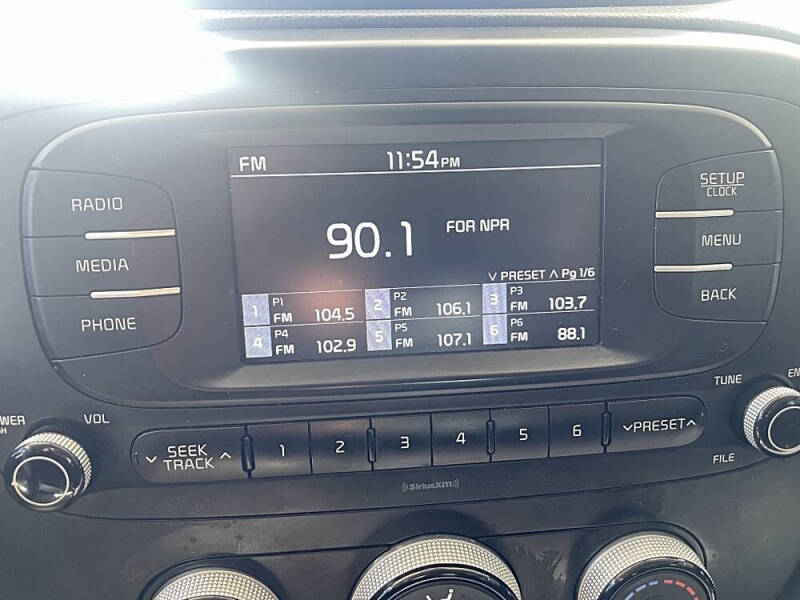 FM 11:54PM
SETUP
CLOCK
RADIO
MEDIA
PHONE
90.1 FOR NPR
MENU
BACK
∨ PRESET ∧ Pg 1/6
1 P1 FM 104.5
2 P2 FM 106.1
3 P3 FM 103.7
4 P4 FM 102.9
5 P5 FM 107.1
6 P6 FM 88.1
VOL
TUNE
SEEK
TRACK
1 2 3 4 5 6
∨PRESET∧
FILE
((SiriusXM))